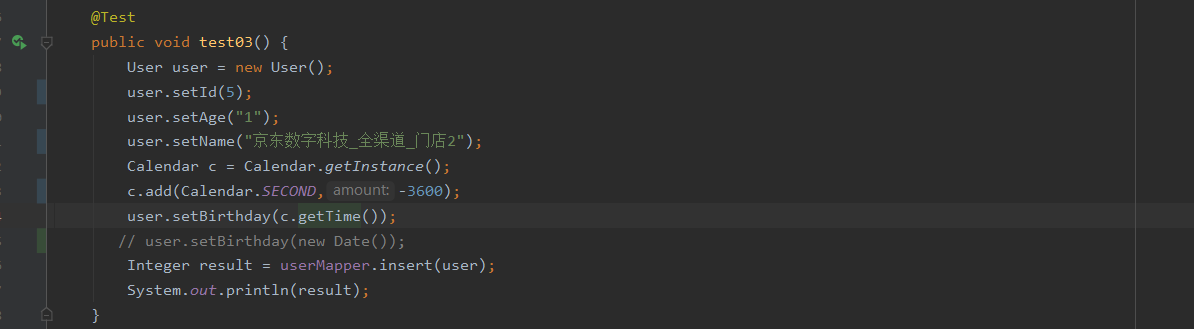 @Test
public void test03() {
User user = new User();
user.setId(5);
user.setAge("1");
user.setName("京东数字科技_全渠道_门店2");
Calendar c = Calendar.getInstance();
c.add(Calendar.SECOND, amount: -3600);
user.setBirthday(c.getTime());
// user.setBirthday(new Date());
Integer result = userMapper.insert(user);
System.out.println(result);
}